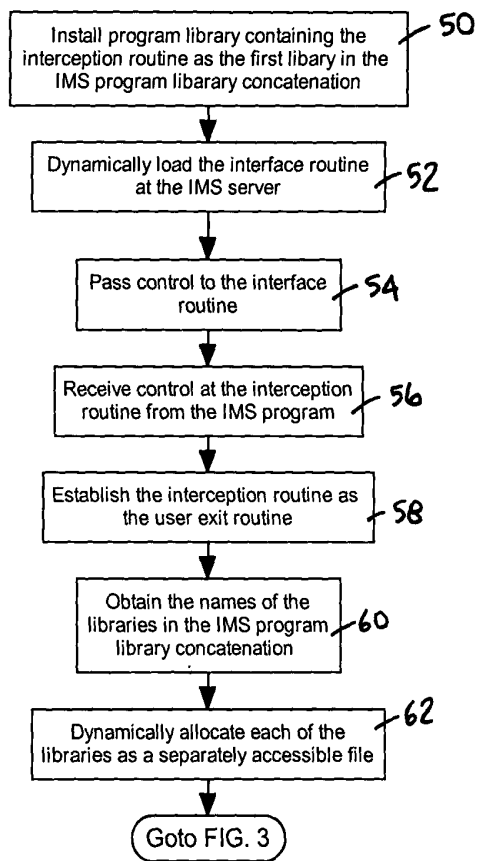 Install program library containing the
interception routine as the first libary in the
IMS program libarary concatenation
50
Dynamically load the interface routine
at the IMS server
52
Pass control to the interface
routine
54
Receive control at the interception
routine from the IMS program
56
Establish the interception routine as
the user exit routine
58
Obtain the names of the
libraries in the IMS program
library concatenation
60
Dynamically allocate each of the
libraries as a separately accessible file
62
Goto FIG. 3